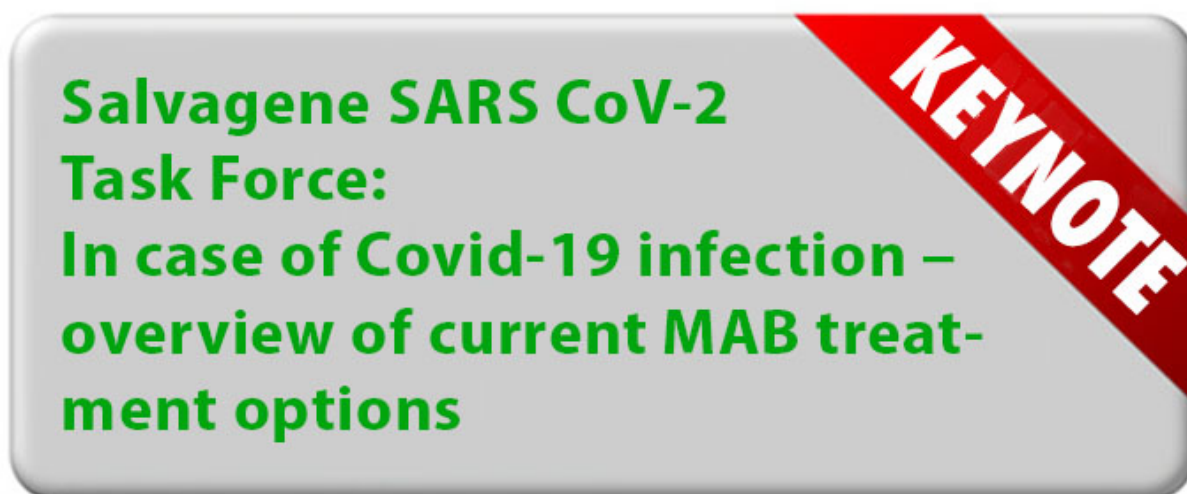 Salvagene SARS CoV-2
Task Force:
In case of Covid-19 infection –
overview of current MAB treat-
ment options
KEYNOTE